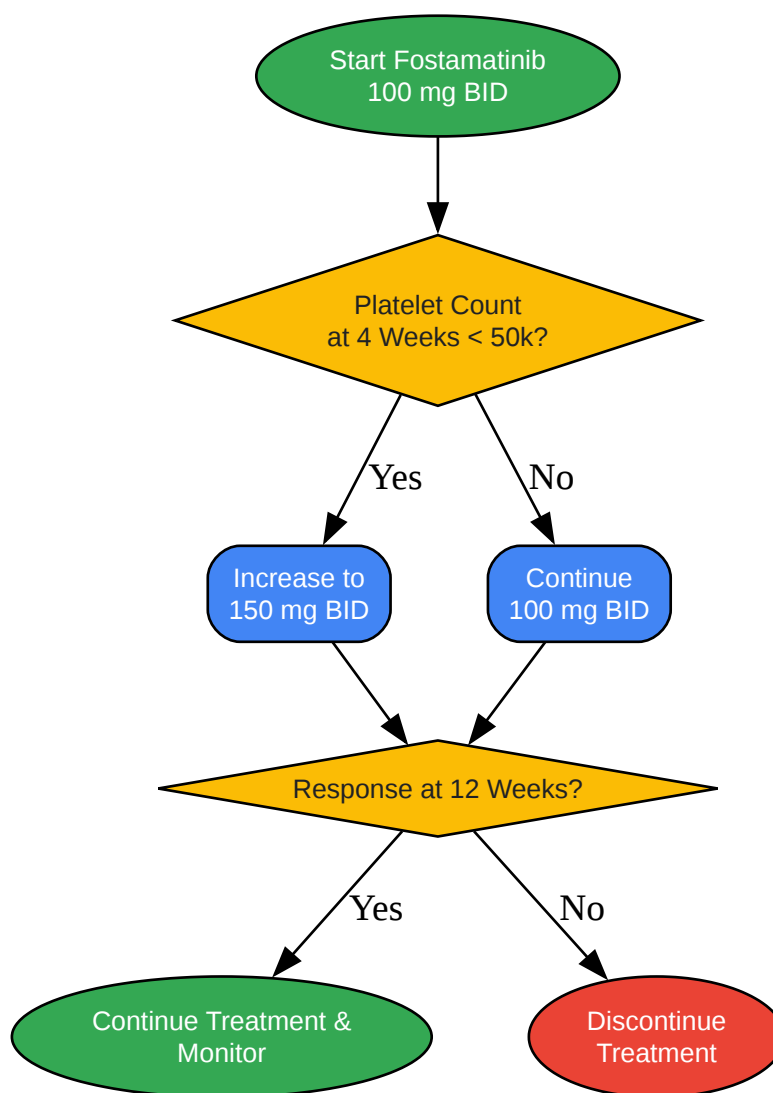 Start Fostamatinib
100 mg BID
Platelet Count
at 4 Weeks < 50k?
Yes
No
Increase to
150 mg BID
Continue
100 mg BID
Response at 12 Weeks?
Yes
No
Continue Treatment &
Monitor
Discontinue
Treatment